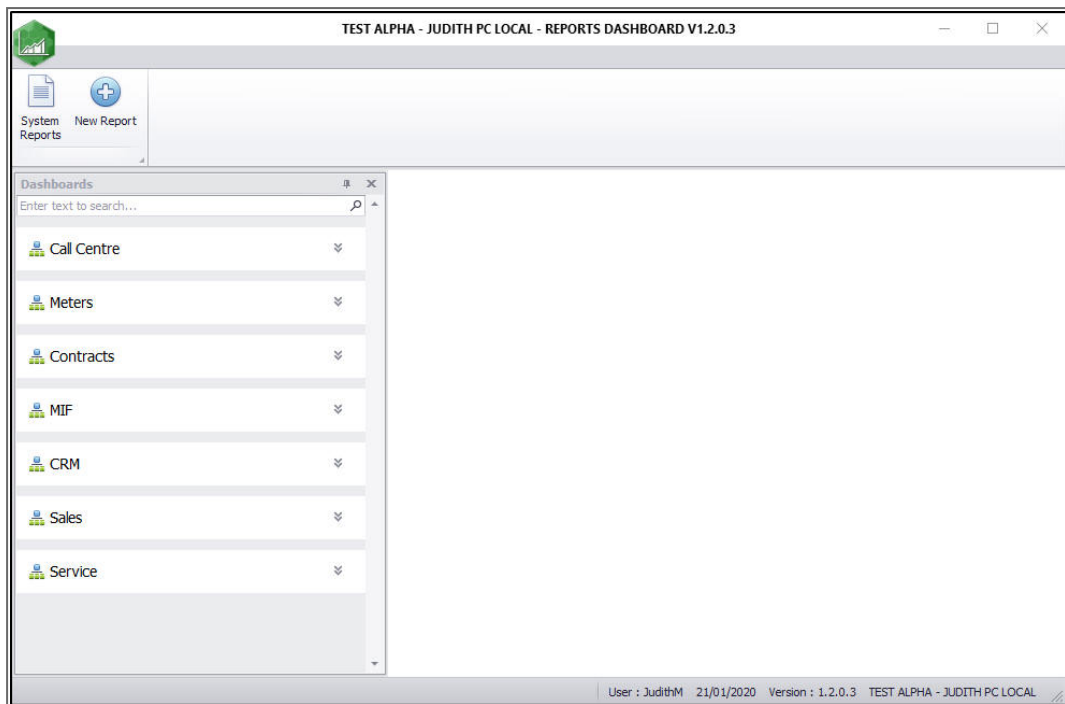 TEST ALPHA - JUDITH PC LOCAL - REPORTS DASHBOARD V1.2.0.3
System Reports
New Report
Dashboards
Enter text to search...
Call Centre
Meters
Contracts
MIF
CRM
Sales
Service
User : JudithM 21/01/2020 Version : 1.2.0.3 TEST ALPHA - JUDITH PC LOCAL